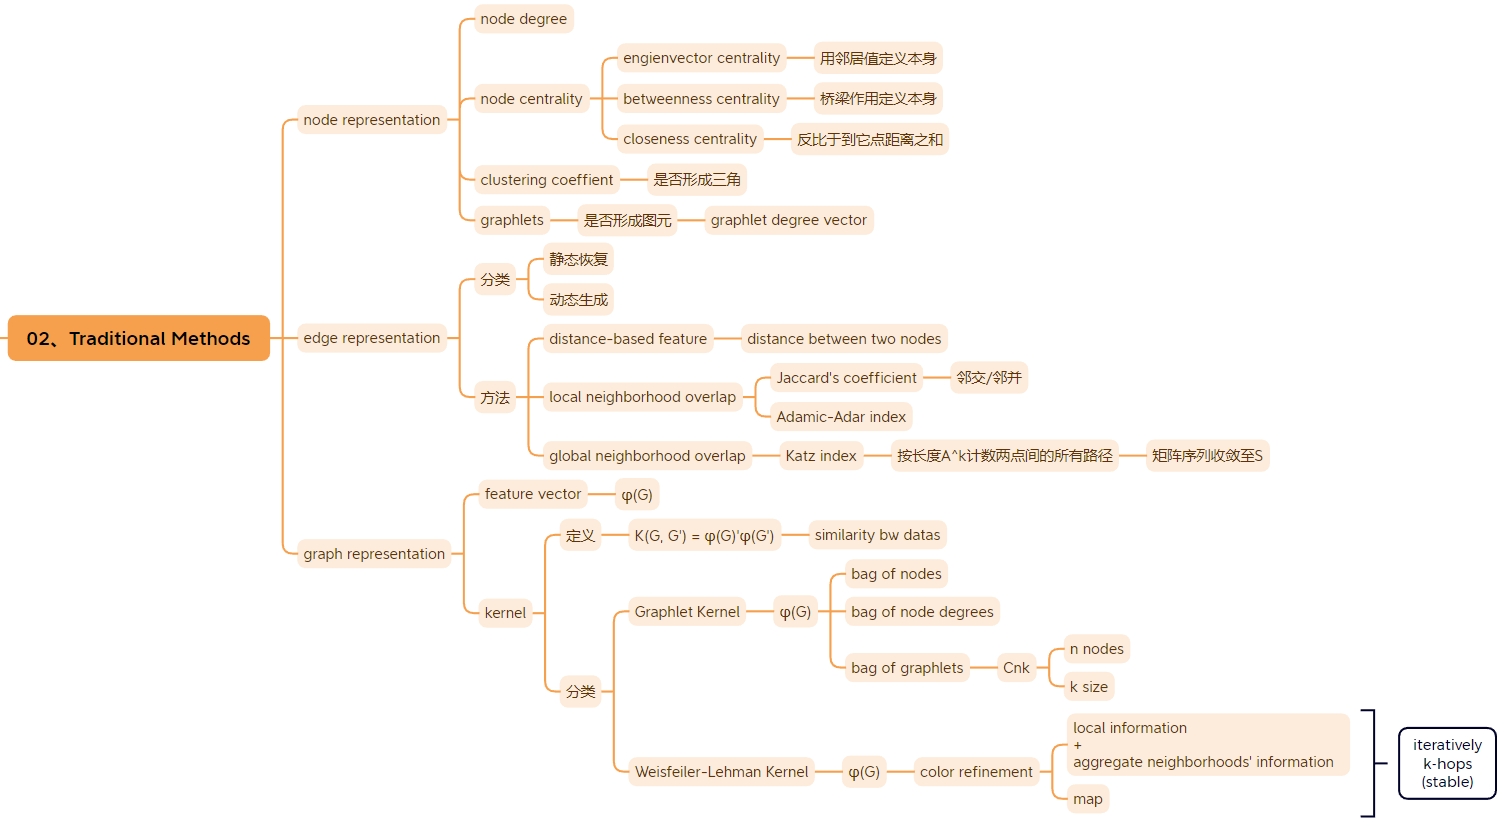 02、Traditional Methods
node representation
node degree
node centrality
engienvector centrality
用邻居值定义本身
betweenness centrality
桥梁作用定义本身
closeness centrality
反比于到它点距离之和
clustering coeffient
是否形成三角
graphlets
是否形成图元
graphlet degree vector
edge representation
分类
静态恢复
动态生成
方法
distance-based feature
distance between two nodes
local neighborhood overlap
Jaccard's coefficient
邻交/邻并
Adamic-Adar index
global neighborhood overlap
Katz index
按长度A^k计数两点间的所有路径
矩阵序列收敛至S
graph representation
feature vector
φ(G)
kernel
定义
K(G, G') = φ(G)'φ(G')
similarity bw datas
分类
Graphlet Kernel
φ(G)
bag of nodes
bag of node degrees
bag of graphlets
Cnk
n nodes
k size
Weisfeiler-Lehman Kernel
φ(G)
color refinement
local information
+
aggregate neighborhoods' information
map
iteratively
k-hops
(stable)